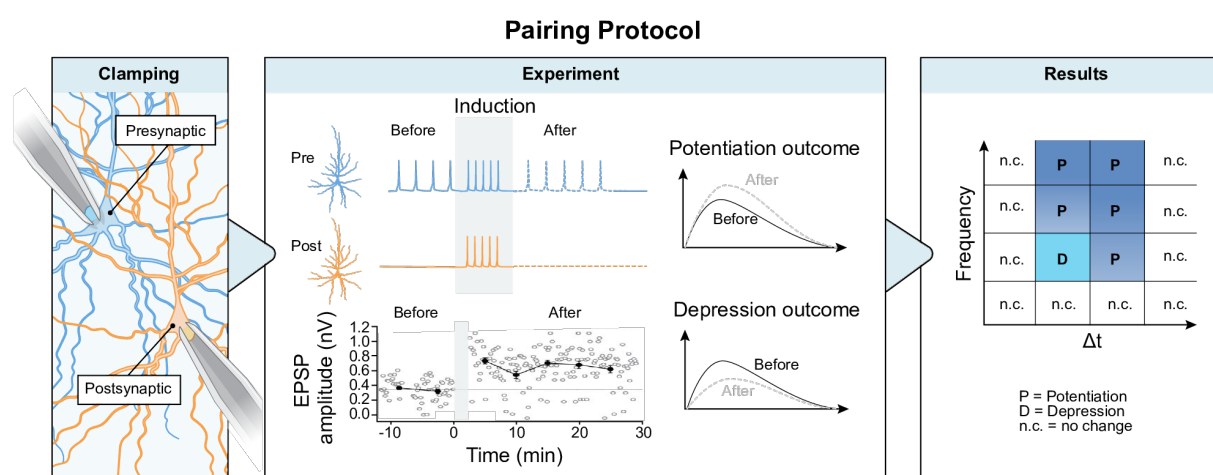 Pairing Protocol
Clamping
Presynaptic
Postsynaptic
Experiment
Induction
Before
After
Pre
Post
Before
After
EPSP
amplitude (nV)
1.2
1.0
0.8
0.6
0.4
0.2
0.0
-10 0 10 20 30
Time (min)
Potentiation outcome
After
Before
Depression outcome
Before
After
Results
Frequency
n.c. P P n.c.
n.c. P P n.c.
n.c. D P n.c.
n.c. n.c. n.c. n.c.
Δt
P = Potentiation
D = Depression
n.c. = no change